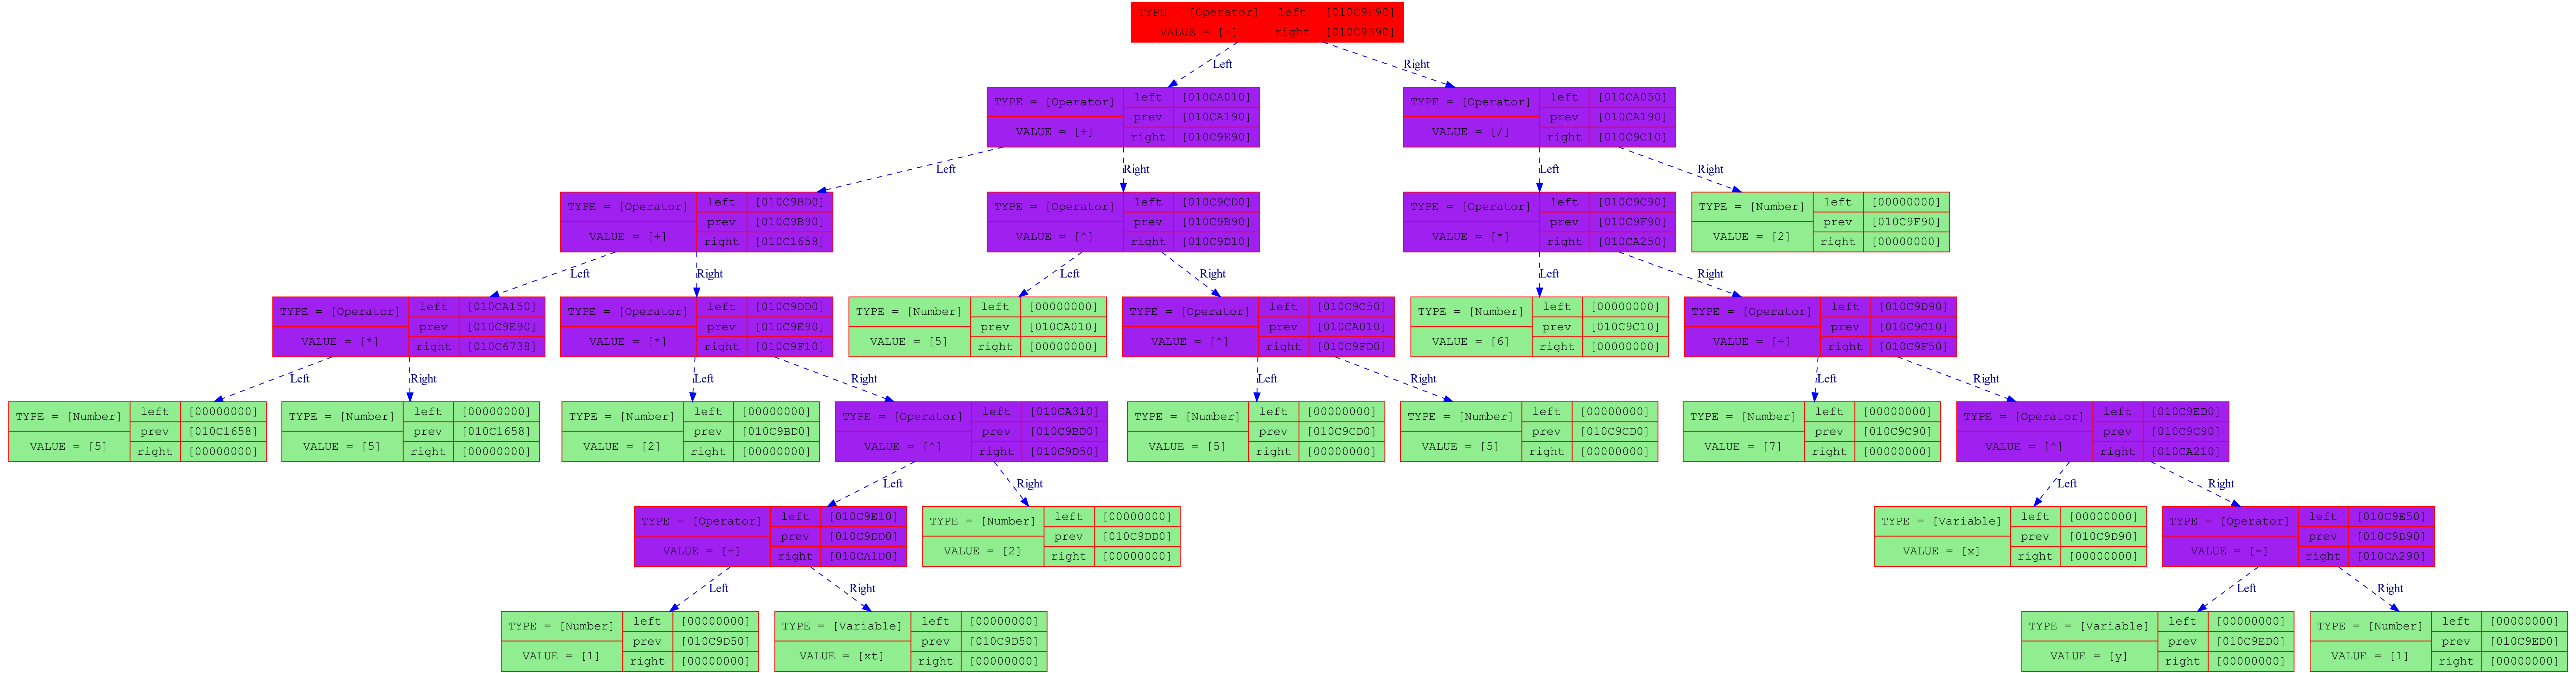 TYPE = [Operator] left [010C9F90]
VALUE = [+] right [010C9B90]
Left Right
TYPE = [Operator] left [010CA010]
prev [010CA190]
VALUE = [+] right [010C9E90]
TYPE = [Operator] left [010CA050]
prev [010CA190]
VALUE = [/] right [010C9C10]
Left Right Left Right
TYPE = [Operator] left [010C9BD0]
prev [010C9B90]
VALUE = [+] right [010C1658]
TYPE = [Operator] left [010C9CD0]
prev [010C9B90]
VALUE = [^] right [010C9D10]
TYPE = [Operator] left [010C9C90]
prev [010C9F90]
VALUE = [*] right [010CA250]
TYPE = [Number] left [00000000]
prev [010C9F90]
VALUE = [2] right [00000000]
Left Right Left Right Left Right
TYPE = [Operator] left [010CA150]
prev [010C9E90]
VALUE = [*] right [010C6738]
TYPE = [Operator] left [010C9DD0]
prev [010C9E90]
VALUE = [*] right [010C9F10]
TYPE = [Number] left [00000000]
prev [010CA010]
VALUE = [5] right [00000000]
TYPE = [Operator] left [010C9C50]
prev [010CA010]
VALUE = [^] right [010C9FD0]
TYPE = [Number] left [00000000]
prev [010C9C10]
VALUE = [6] right [00000000]
TYPE = [Operator] left [010C9D90]
prev [010C9C10]
VALUE = [+] right [010C9F50]
Left Right Left Right Left Right Left Right
TYPE = [Number] left [00000000]
prev [010C1658]
VALUE = [5] right [00000000]
TYPE = [Number] left [00000000]
prev [010C1658]
VALUE = [5] right [00000000]
TYPE = [Number] left [00000000]
prev [010C9BD0]
VALUE = [2] right [00000000]
TYPE = [Operator] left [010CA310]
prev [010C9BD0]
VALUE = [^] right [010C9D50]
TYPE = [Number] left [00000000]
prev [010C9CD0]
VALUE = [5] right [00000000]
TYPE = [Number] left [00000000]
prev [010C9CD0]
VALUE = [5] right [00000000]
TYPE = [Number] left [00000000]
prev [010C9C90]
VALUE = [7] right [00000000]
TYPE = [Operator] left [010C9ED0]
prev [010C9C90]
VALUE = [^] right [010CA210]
Left Right Left Right
TYPE = [Operator] left [010C9E10]
prev [010C9DD0]
VALUE = [+] right [010CA1D0]
TYPE = [Number] left [00000000]
prev [010C9DD0]
VALUE = [2] right [00000000]
TYPE = [Variable] left [00000000]
prev [010C9D90]
VALUE = [x] right [00000000]
TYPE = [Operator] left [010C9E50]
prev [010C9D90]
VALUE = [-] right [010CA290]
Left Right Left Right
TYPE = [Number] left [00000000]
prev [010C9D50]
VALUE = [1] right [00000000]
TYPE = [Variable] left [00000000]
prev [010C9D50]
VALUE = [xt] right [00000000]
TYPE = [Variable] left [00000000]
prev [010C9ED0]
VALUE = [y] right [00000000]
TYPE = [Number] left [00000000]
prev [010C9ED0]
VALUE = [1] right [00000000]